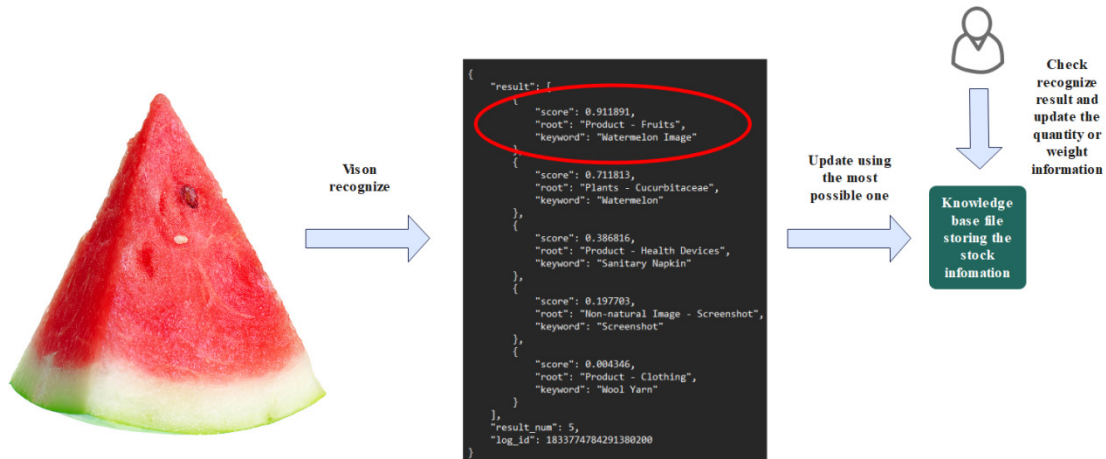 Vison
recognize
{
"result": [
{
"score": 0.911891,
"root": "Product - Fruits",
"keyword": "Watermelon Image"
},
{
"score": 0.711813,
"root": "Plants - Cucurbitaceae",
"keyword": "Watermelon"
},
{
"score": 0.386816,
"root": "Product - Health Devices",
"keyword": "Sanitary Napkin"
},
{
"score": 0.197703,
"root": "Non-natural Image - Screenshot",
"keyword": "Screenshot"
},
{
"score": 0.004346,
"root": "Product - Clothing",
"keyword": "Wool Yarn"
}
],
"result_num": 5,
"log_id": 1833774784291380200
}
Update using
the most
possible one
Check
recognize
result and
update the
quantity or
weight
information
Knowledge
base file
storing the
stock
infomation